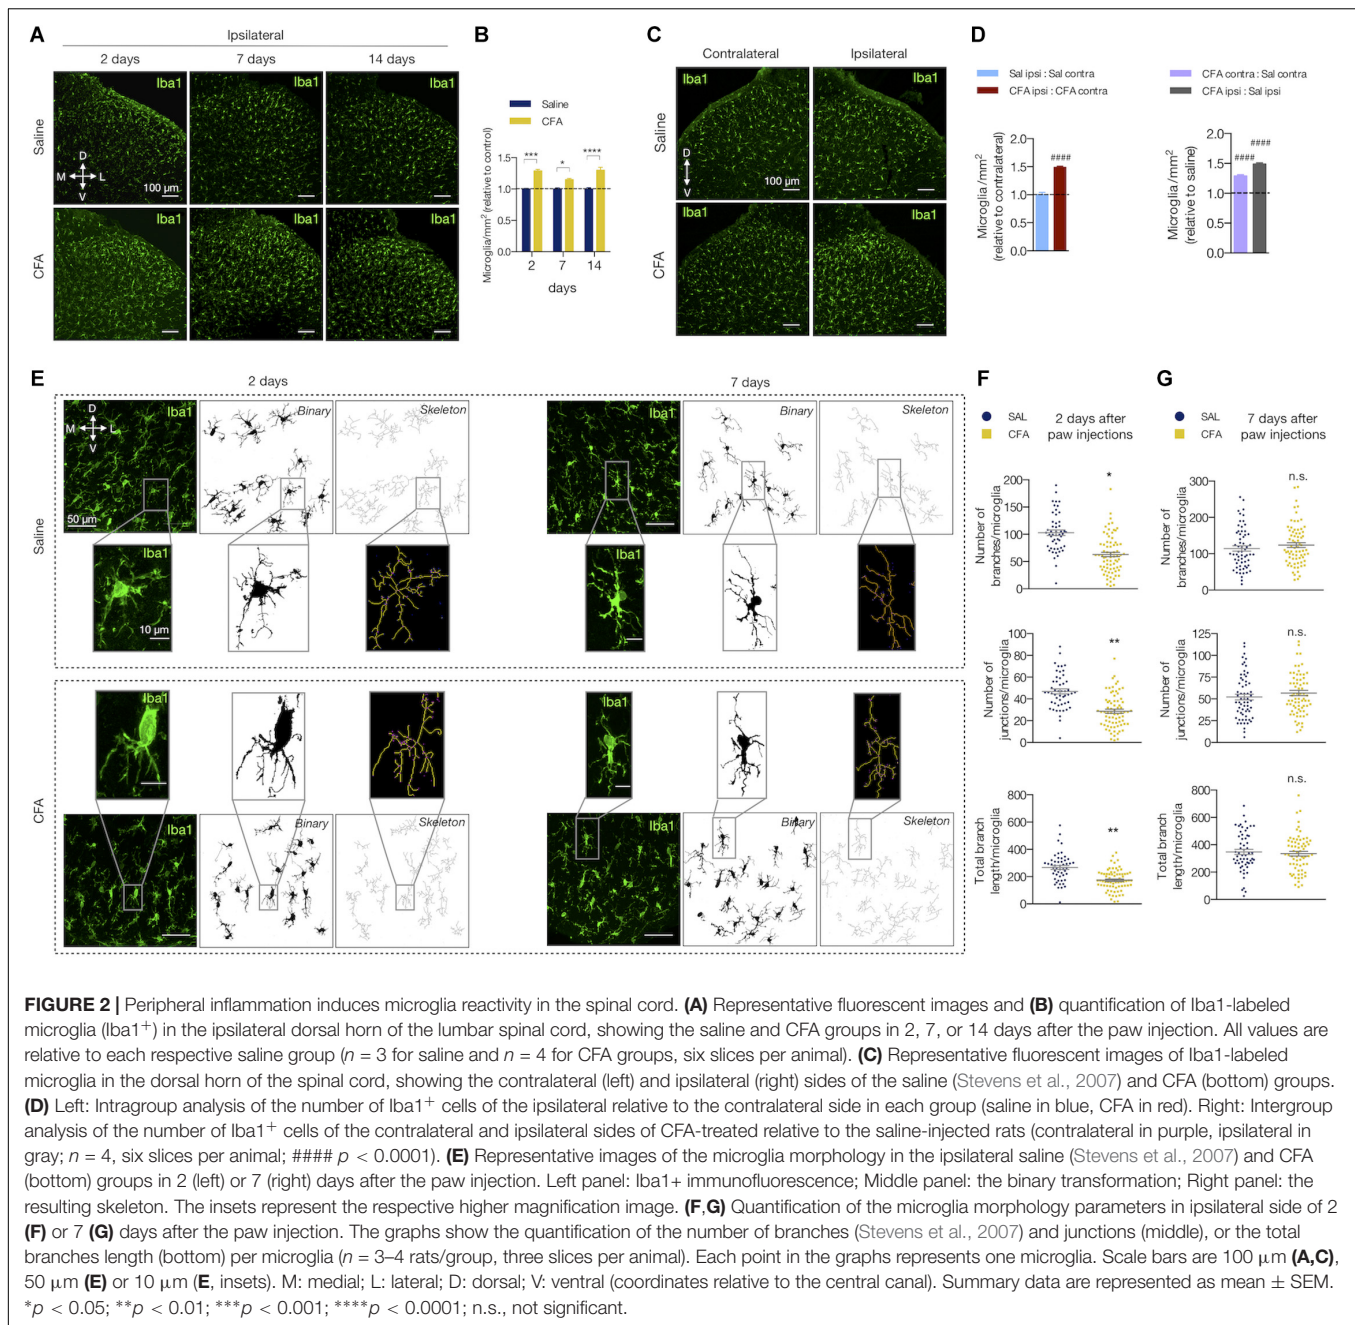 A
Ipsilateral
2 days
7 days
14 days
Saline
Iba1
Iba1
Iba1
D
M
L
V
100 µm
CFA
Iba1
Iba1
Iba1
B
Saline
CFA
Microglia/mm² (relative to control)
2.0
1.5
1.0
0.5
0.0
***
*
****
2
7
14
days
C
Contralateral
Ipsilateral
Saline
Iba1
Iba1
D
V
100 µm
CFA
Iba1
Iba1
D
Sal ipsi : Sal contra
CFA ipsi : CFA contra
Microglia/mm²
(relative to contralateral)
2.0
1.5
1.0
0.5
0.0
####
CFA contra : Sal contra
CFA ipsi : Sal ipsi
Microglia/mm²
(relative to saline)
2.0
1.5
1.0
0.5
0.0
####
####
E
2 days
7 days
Saline
D
M
L
V
Iba1
Binary
Skeleton
50 µm
Iba1
10 µm
Iba1
Binary
Skeleton
Iba1
CFA
Iba1
Iba1
Binary
Skeleton
Iba1
Iba1
Binary
Skeleton
F
SAL
CFA
2 days after
paw injections
Number of
branches/microglia
200
150
100
50
0
*
Number of
junctions/microglia
100
80
60
40
20
0
**
Total branch
length/microglia
800
600
400
200
0
**
G
SAL
CFA
7 days after
paw injections
Number of
branches/microglia
300
200
100
0
n.s.
Number of
junctions/microglia
125
100
75
50
25
0
n.s.
Total branch
length/microglia
800
600
400
200
0
n.s.
FIGURE 2 | Peripheral inflammation induces microglia reactivity in the spinal cord. (A) Representative fluorescent images and (B) quantification of Iba1-labeled
microglia (Iba1⁺) in the ipsilateral dorsal horn of the lumbar spinal cord, showing the saline and CFA groups in 2, 7, or 14 days after the paw injection. All values are
relative to each respective saline group (n = 3 for saline and n = 4 for CFA groups, six slices per animal). (C) Representative fluorescent images of Iba1-labeled
microglia in the dorsal horn of the spinal cord, showing the contralateral (left) and ipsilateral (right) sides of the saline (Stevens et al., 2007) and CFA (bottom) groups.
(D) Left: Intragroup analysis of the number of Iba1⁺ cells of the ipsilateral relative to the contralateral side in each group (saline in blue, CFA in red). Right: Intergroup
analysis of the number of Iba1⁺ cells of the contralateral and ipsilateral sides of CFA-treated relative to the saline-injected rats (contralateral in purple, ipsilateral in
gray; n = 4, six slices per animal; #### p < 0.0001). (E) Representative images of the microglia morphology in the ipsilateral saline (Stevens et al., 2007) and CFA
(bottom) groups in 2 (left) or 7 (right) days after the paw injection. Left panel: Iba1+ immunofluorescence; Middle panel: the binary transformation; Right panel: the
resulting skeleton. The insets represent the respective higher magnification image. (F,G) Quantification of the microglia morphology parameters in ipsilateral side of 2
(F) or 7 (G) days after the paw injection. The graphs show the quantification of the number of branches (Stevens et al., 2007) and junctions (middle), or the total
branches length (bottom) per microglia (n = 3–4 rats/group, three slices per animal). Each point in the graphs represents one microglia. Scale bars are 100 µm (A,C),
50 µm (E) or 10 µm (E, insets). M: medial; L: lateral; D: dorsal; V: ventral (coordinates relative to the central canal). Summary data are represented as mean ± SEM.
*p < 0.05; **p < 0.01; ***p < 0.001; ****p < 0.0001; n.s., not significant.